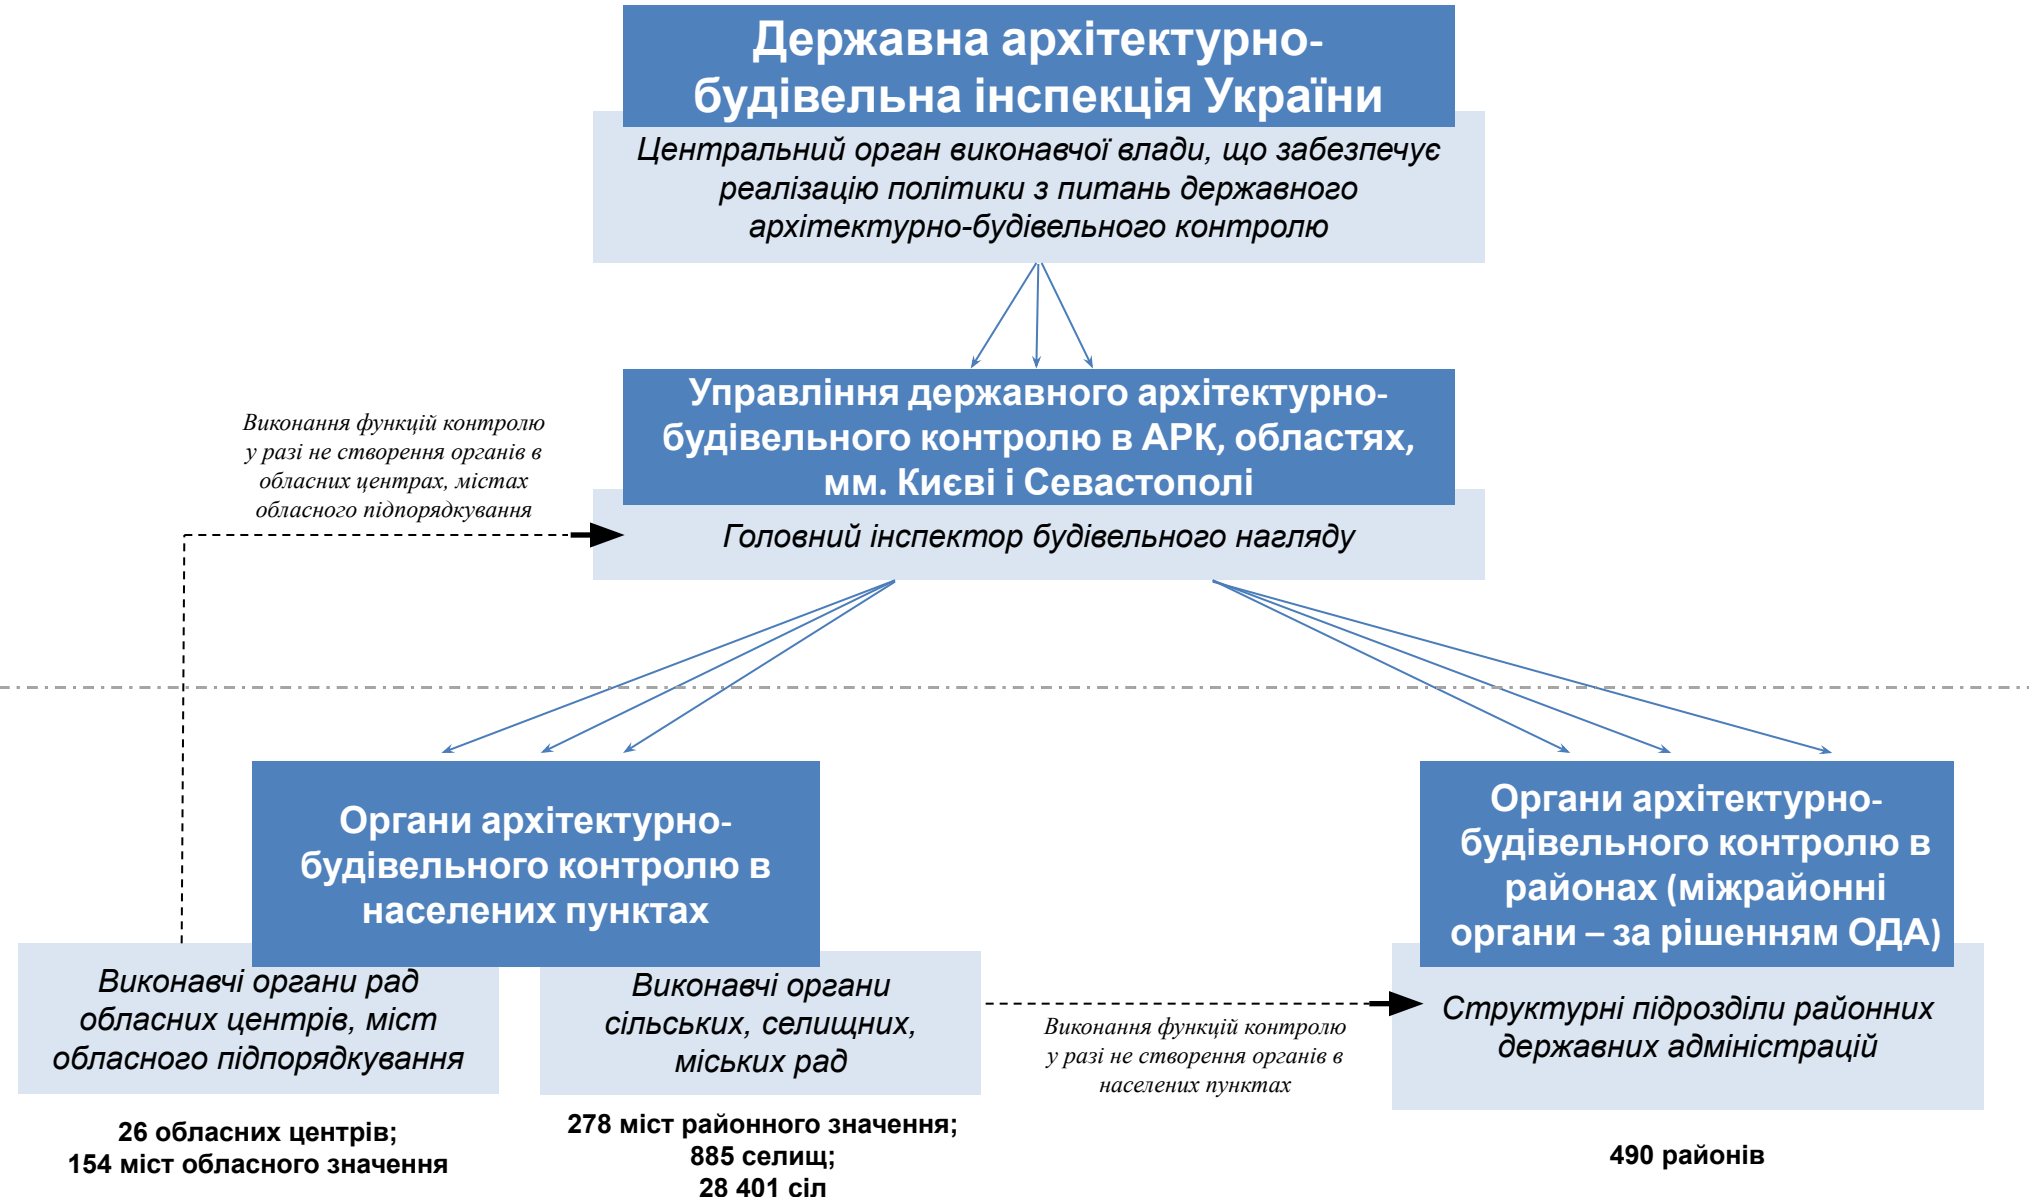 Державна архітектурно-
будівельна інспекція України
Центральний орган виконавчої влади, що забезпечує
реалізацію політики з питань державного
архітектурно-будівельного контролю
Управління державного архітектурно-
будівельного контролю в АРК, областях,
мм. Києві і Севастополі
Головний інспектор будівельного нагляду
Виконання функцій контролю
у разі не створення органів в
обласних центрах, містах
обласного підпорядкування
Органи архітектурно-
будівельного контролю в
населених пунктах
Виконавчі органи рад
обласних центрів, міст
обласного підпорядкування
26 обласних центрів;
154 міст обласного значення
Виконавчі органи
сільських, селищних,
міських рад
278 міст районного значення;
885 селищ;
28 401 сіл
Виконання функцій контролю
у разі не створення органів в
населених пунктах
Органи архітектурно-
будівельного контролю в
районах (міжрайонні
органи – за рішенням ОДА)
Структурні підрозділи районних
державних адміністрацій
490 районів